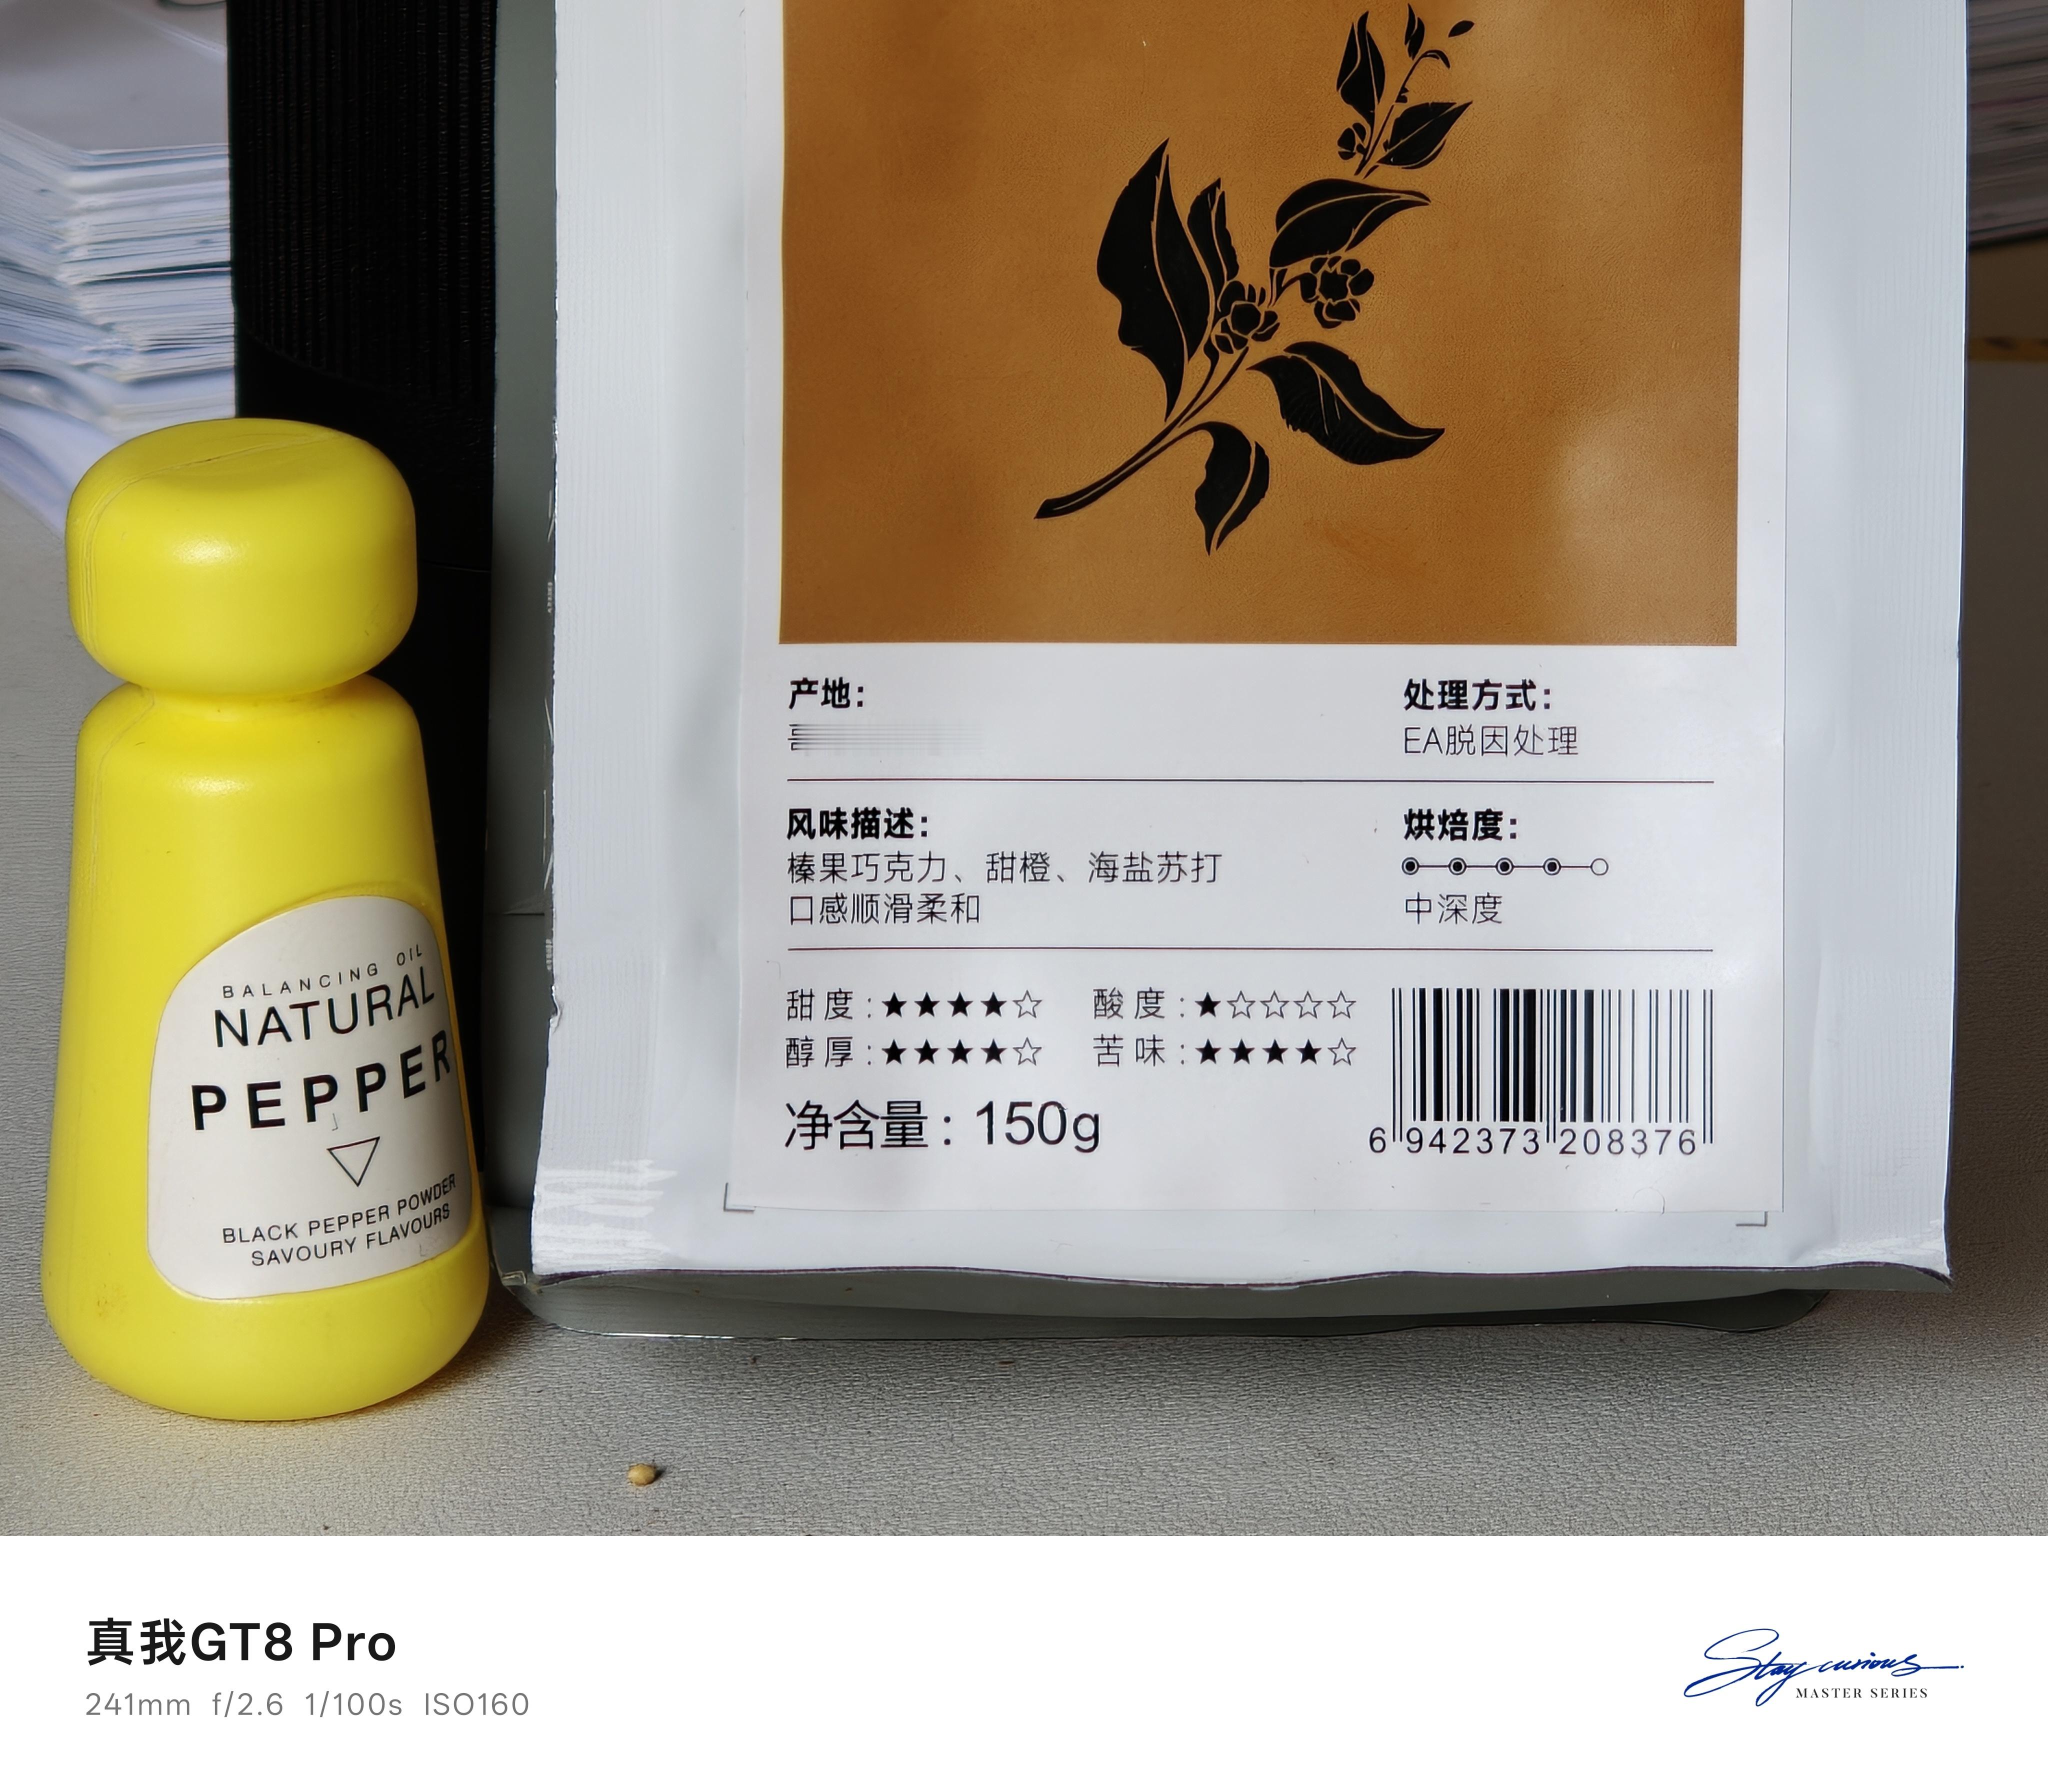 产地：
处理方式：
EA脱因处理
风味描述：
榛果巧克力、甜橙、海盐苏打
口感顺滑柔和
烘焙度：
中深度
甜度：★★★★☆
酸度：★☆☆☆☆
醇厚：★★★★☆
苦味：★★★★☆
净含量：150g
6 942373 208376
BALANCING OIL
NATURAL
PEPPER
BLACK PEPPER POWDER
SAVOURY FLAVOURS
真我GT8 Pro
241mm f/2.6 1/100s ISO160
Stay curious
MASTER SERIES